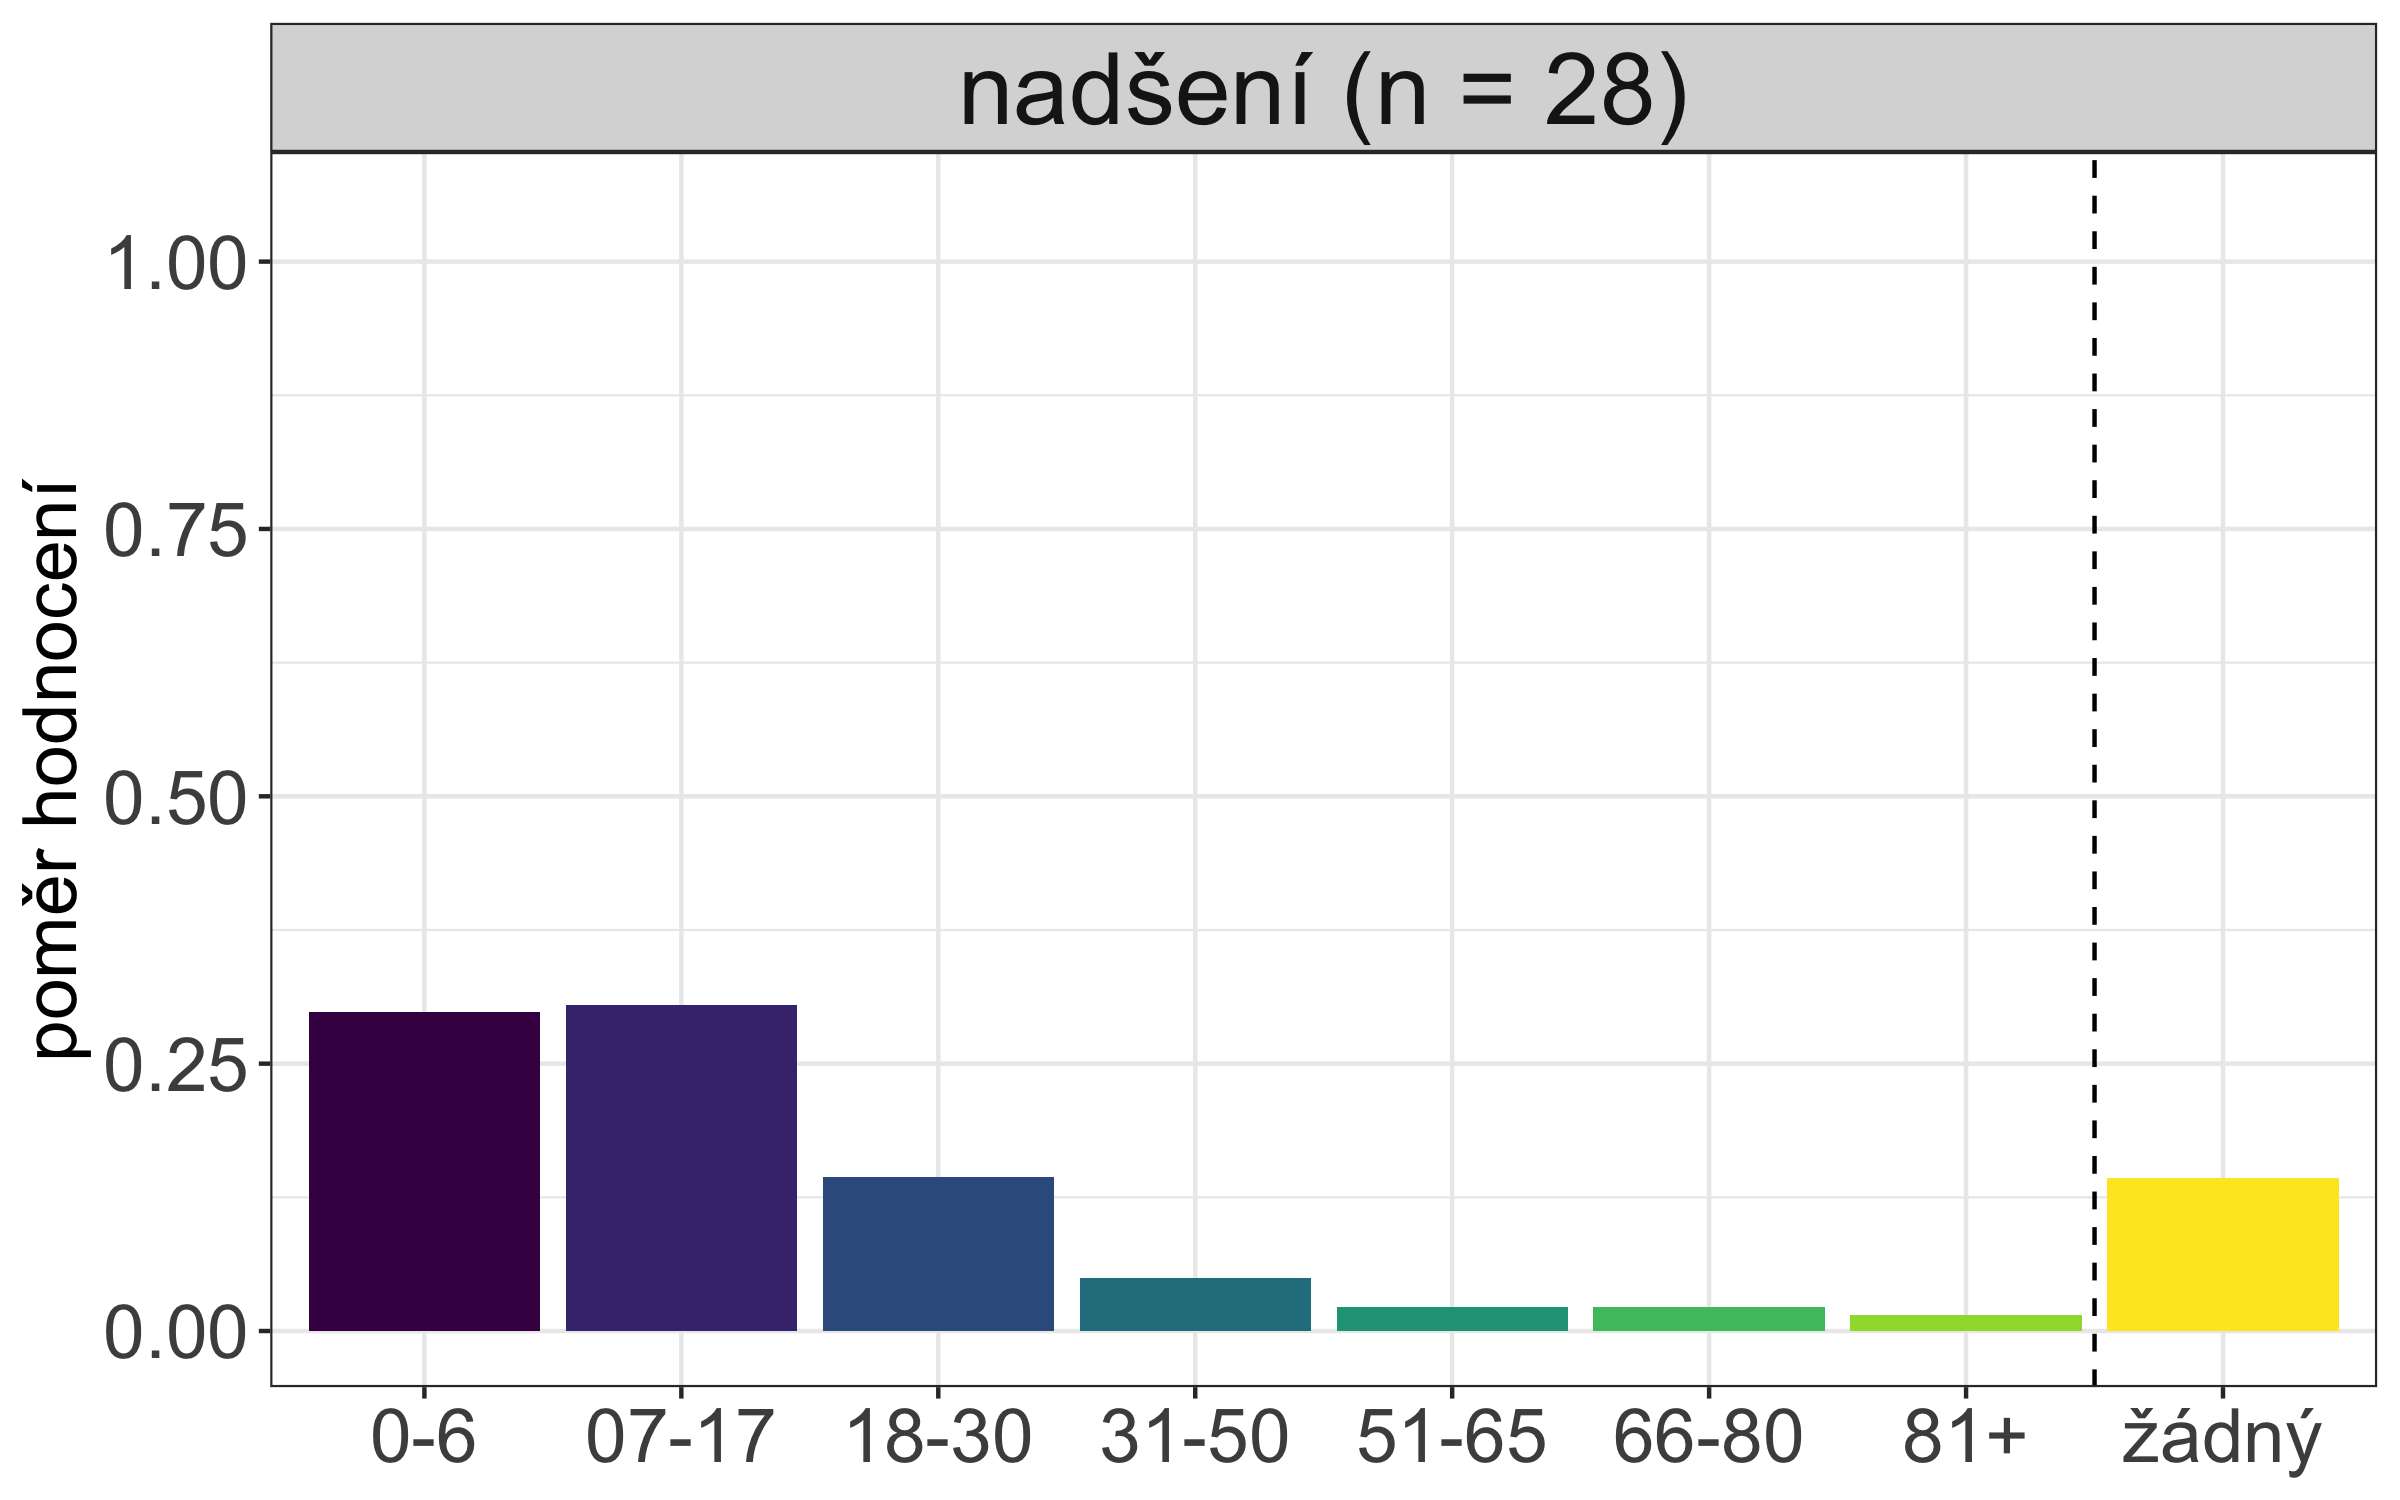 nadšení (n = 28)
poměr hodnocení
1.00
0.75
0.50
0.25
0.00
0-6 07-17 18-30 31-50 51-65 66-80 81+ žádný